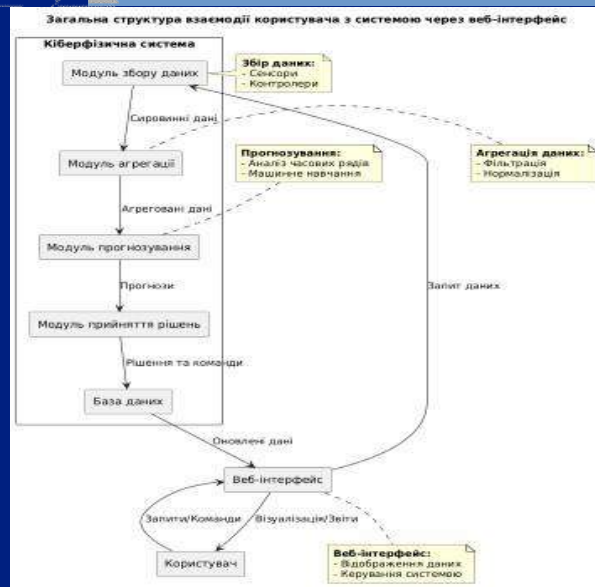 Загальна структура взаємодії користувача з системою через веб-інтерфейс
Кіберфізична система
Модуль збору даних
Збір даних:
- Сенсори
- Контролери
Сировинні дані
Модуль агрегації
Прогнозування:
- Аналіз часових рядів
- Машинне навчання
Агрегація даних:
- Фільтрація
- Нормалізація
Агреговані дані
Модуль прогнозування
Прогнози
Запит даних
Модуль прийняття рішень
Рішення та команди
База даних
Оновлені дані
Веб-інтерфейс
Запити/Команди
Візуалізація/Звіти
Користувач
Веб-інтерфейс:
- Відображення даних
- Керування системою